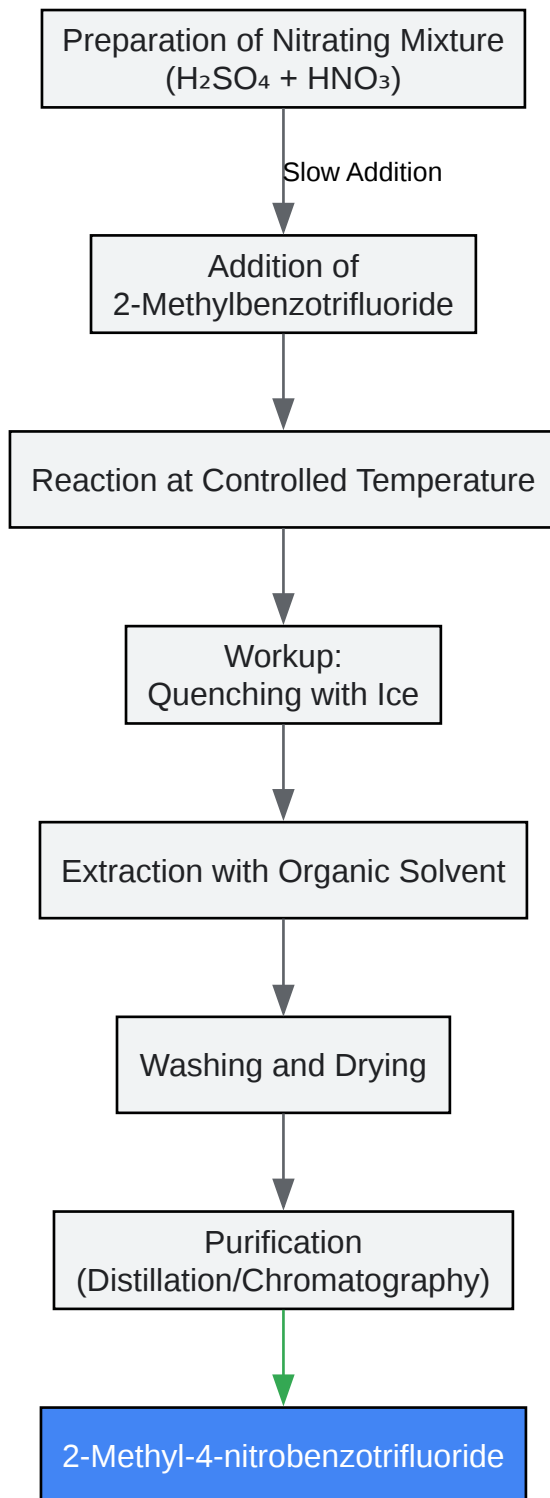 Preparation of Nitrating Mixture
(H₂SO₄ + HNO₃)
Slow Addition
Addition of
2-Methylbenzotrifluoride
Reaction at Controlled Temperature
Workup:
Quenching with Ice
Extraction with Organic Solvent
Washing and Drying
Purification
(Distillation/Chromatography)
2-Methyl-4-nitrobenzotrifluoride